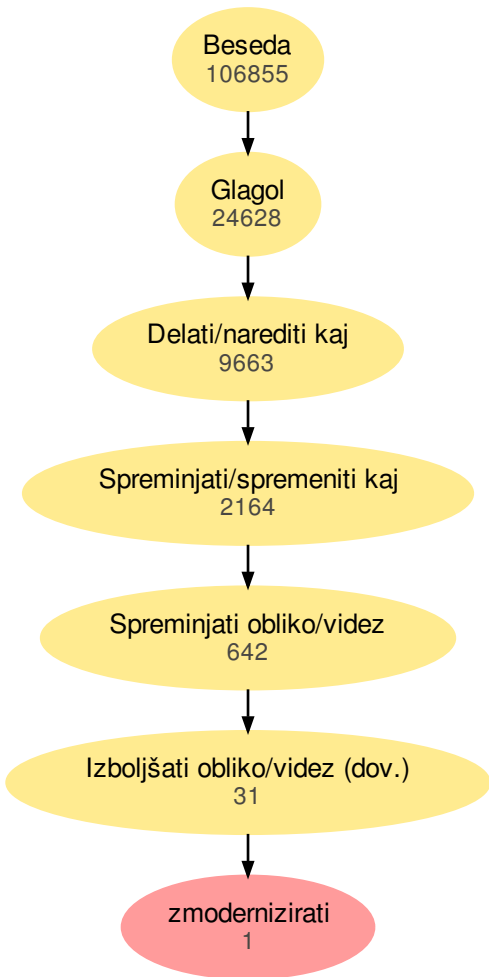 Beseda
106855
Glagol
24628
Delati/narediti kaj
9663
Spreminjati/spremeniti kaj
2164
Spreminjati obliko/videz
642
Izboljšati obliko/videz (dov.)
31
zmodernizirati
1